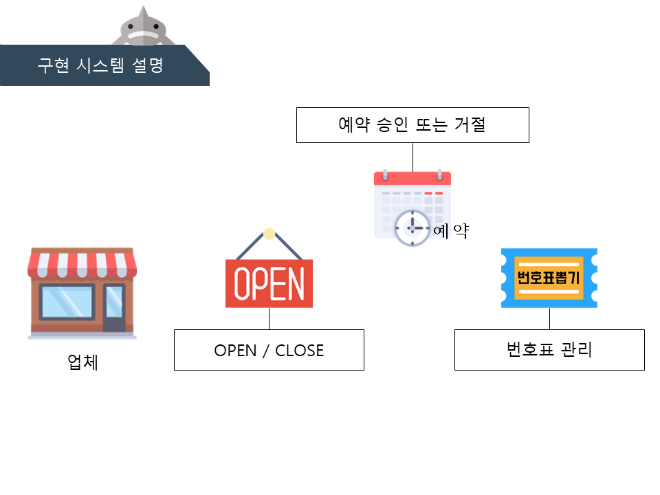 구현 시스템 설명
예약 승인 또는 거절
예약
OPEN
번호표뽑기
업체
OPEN / CLOSE
번호표 관리